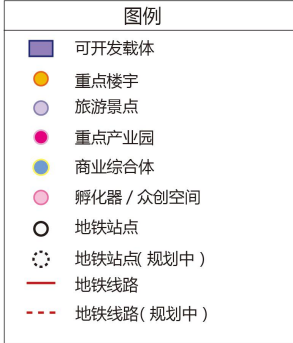 图例
可开发载体
重点楼宇
旅游景点
重点产业园
商业综合体
孵化器 / 众创空间
地铁站点
地铁站点( 规划中 )
地铁线路
地铁线路( 规划中 )